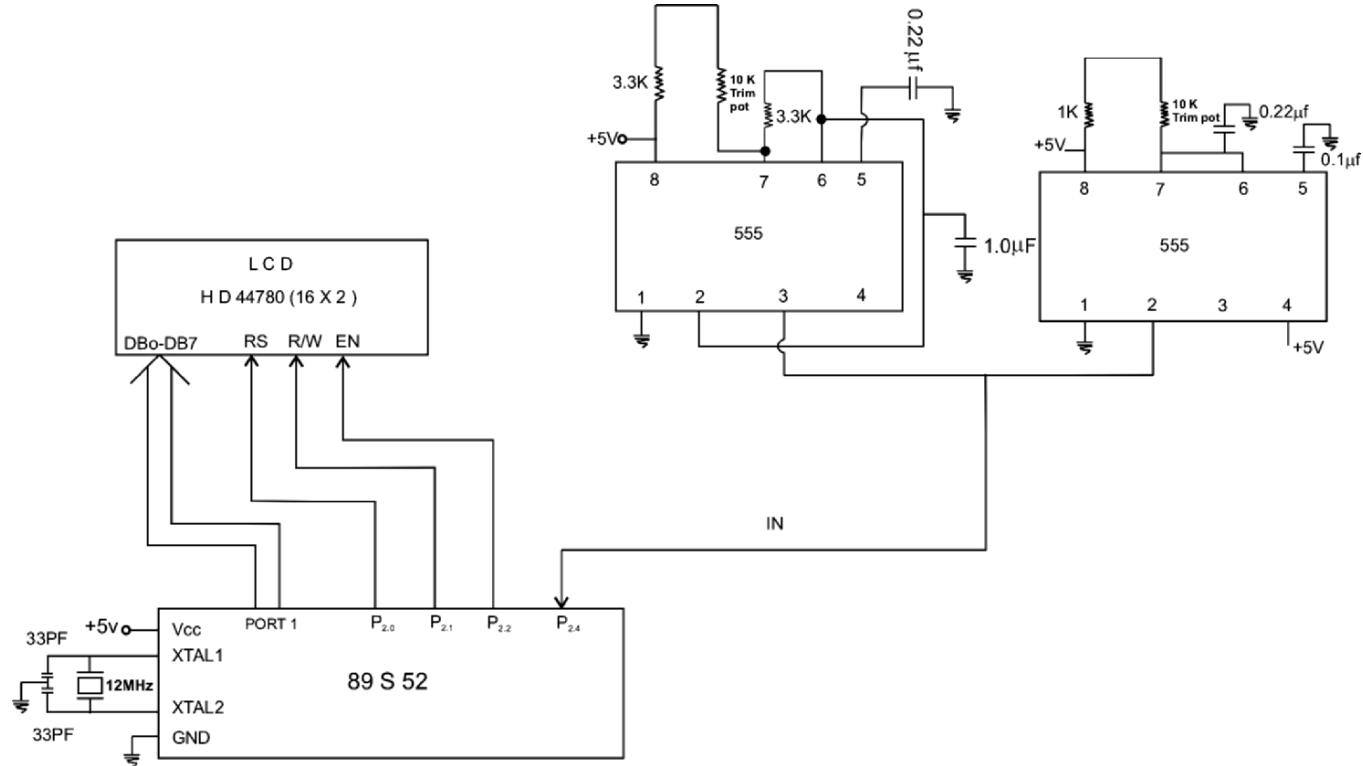 0.22 µf
3.3K
10 K
Trim
pot
3.3K
+5V
8 7 6 5
555
1 2 3 4
1.0µF
1K
10 K
Trim pot
0.22µf
+5V
0.1µf
8 7 6 5
555
1 2 3 4
+5V
L C D
H D 44780 (16 X 2 )
DBo-DB7 RS R/W EN
IN
+5v
Vcc
PORT 1 P2.0 P2.1 P2.2 P2.4
33PF
XTAL1
12MHz
89 S 52
XTAL2
33PF
GND